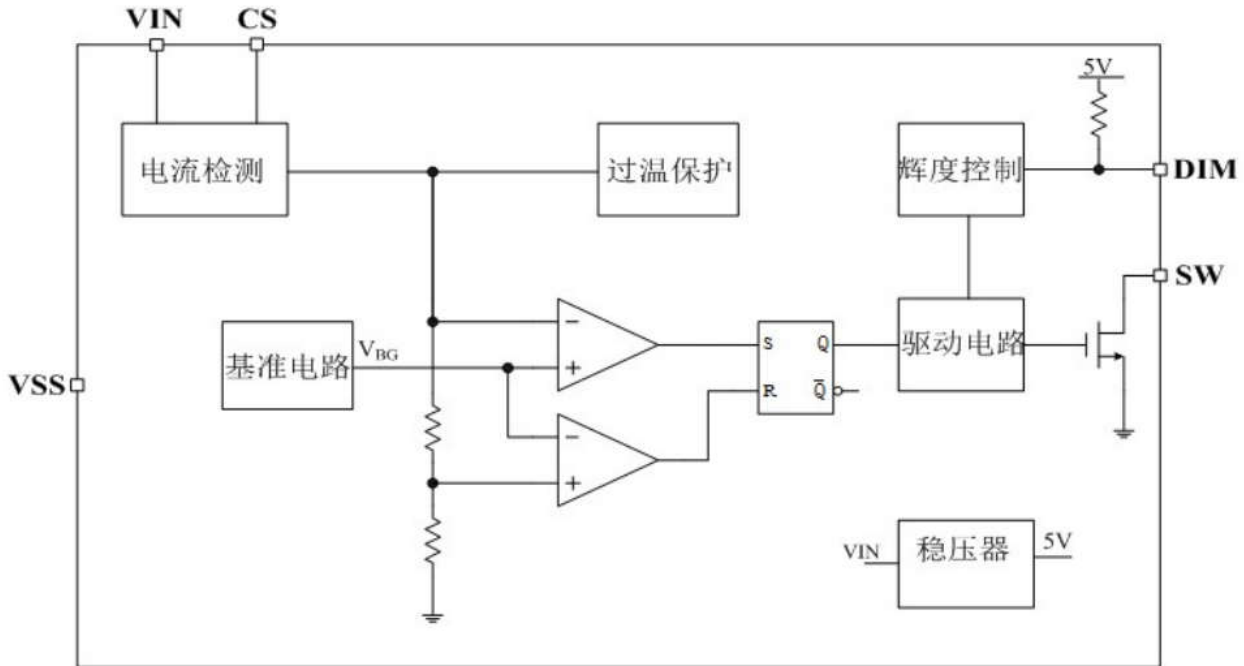 VIN
CS
5V
电流检测
过温保护
辉度控制
DIM
SW
基准电路
V_BG
−
+
S
Q
驱动电路
VSS
R
Q̅
−
+
VIN
稳压器
5V